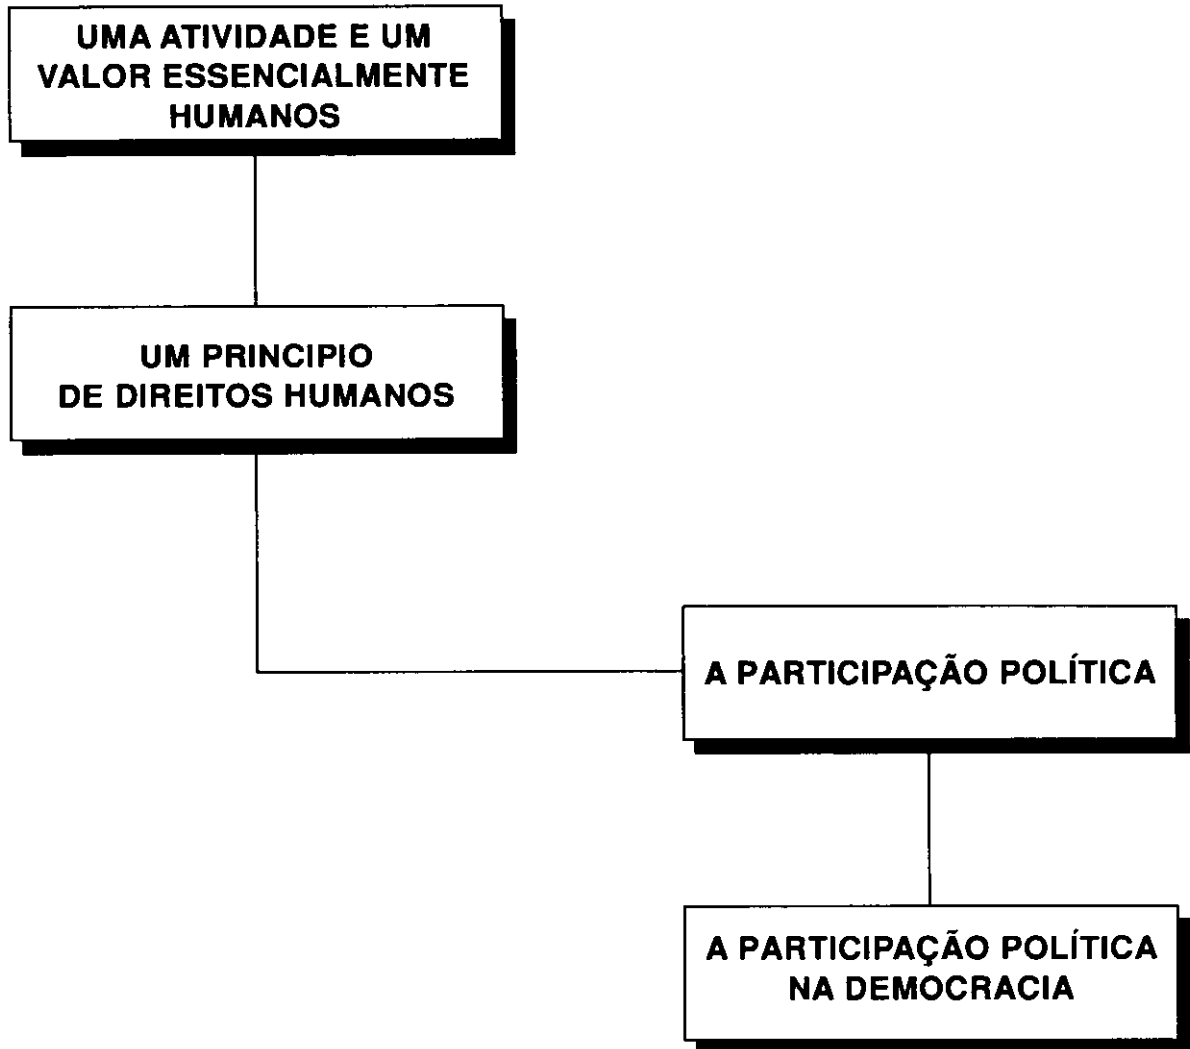 UMA ATIVIDADE E UM
VALOR ESSENCIALMENTE
HUMANOS
UM PRINCIPIO
DE DIREITOS HUMANOS
A PARTICIPAÇÃO POLÍTICA
A PARTICIPAÇÃO POLÍTICA
NA DEMOCRACIA